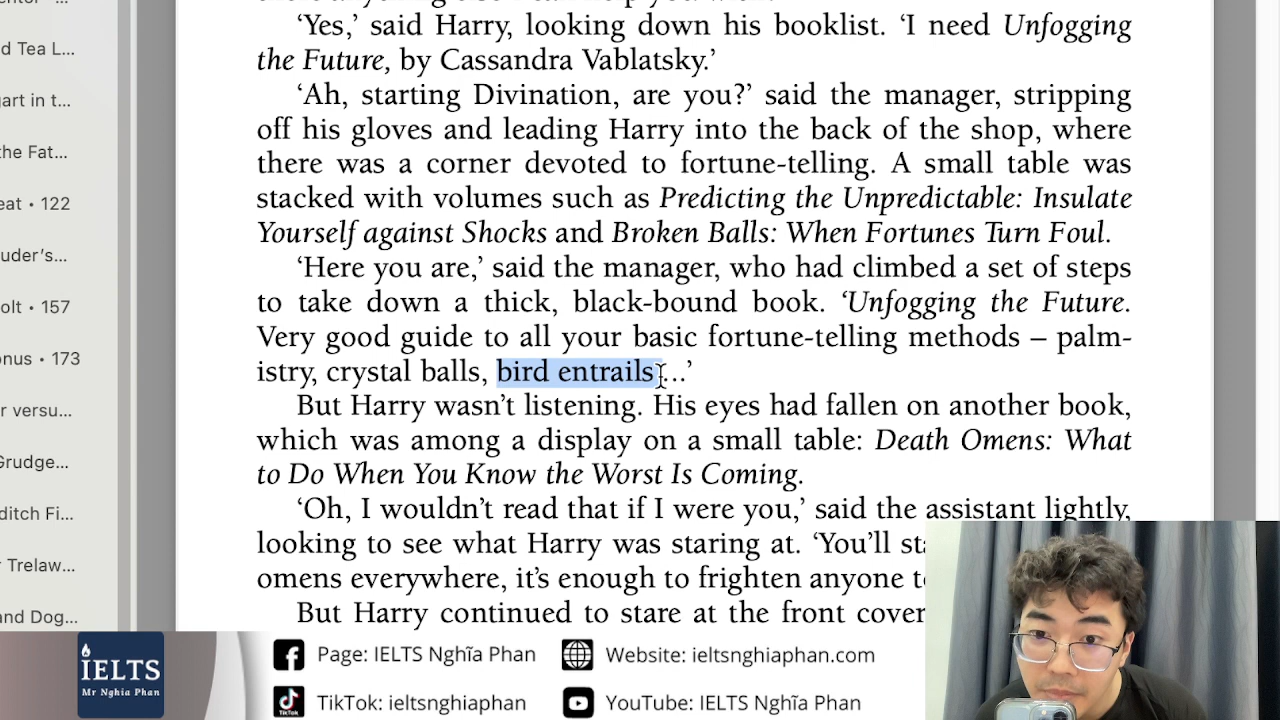 d Tea L...
art in t...
the Fat...
eat • 122
uder's...
olt • 157
onus • 173
r versu...
Grudge...
ditch Fi...
r Trelaw...
and Dog...
'Yes,' said Harry, looking down his booklist. 'I need Unfogging
the Future, by Cassandra Vablatsky.'
'Ah, starting Divination, are you?' said the manager, stripping
off his gloves and leading Harry into the back of the shop, where
there was a corner devoted to fortune-telling. A small table was
stacked with volumes such as Predicting the Unpredictable: Insulate
Yourself against Shocks and Broken Balls: When Fortunes Turn Foul.
'Here you are,' said the manager, who had climbed a set of steps
to take down a thick, black-bound book. 'Unfogging the Future.
Very good guide to all your basic fortune-telling methods – palm-
istry, crystal balls, bird entrails ...'
But Harry wasn't listening. His eyes had fallen on another book,
which was among a display on a small table: Death Omens: What
to Do When You Know the Worst Is Coming.
'Oh, I wouldn't read that if I were you,' said the assistant lightly,
looking to see what Harry was staring at. 'You'll sta
omens everywhere, it's enough to frighten anyone t
But Harry continued to stare at the front cover
IELTS
Mr Nghia Phan
Page: IELTS Nghĩa Phan
Website: ieltsnghiaphan.com
TikTok
TikTok: ieltsnghiaphan
YouTube: IELTS Nghĩa Phan